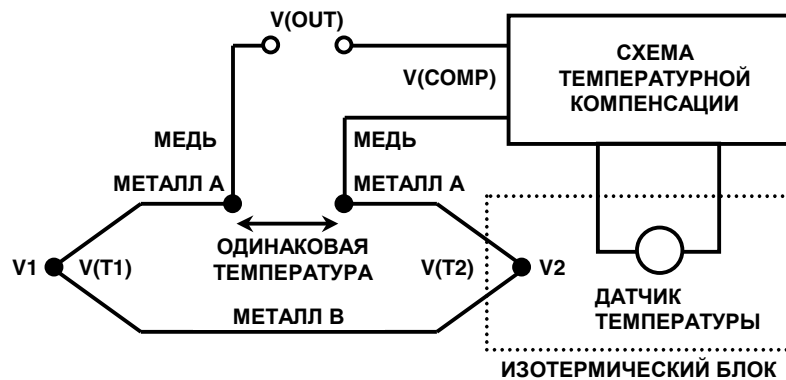 V(OUT)
СХЕМА
ТЕМПЕРАТУРНОЙ
КОМПЕНСАЦИИ
V(COMP)
МЕДЬ
МЕДЬ
МЕТАЛЛ А
МЕТАЛЛ А
ОДИНАКОВАЯ
ТЕМПЕРАТУРА
V1
V(T1)
V(T2)
V2
МЕТАЛЛ В
ДАТЧИК
ТЕМПЕРАТУРЫ
ИЗОТЕРМИЧЕСКИЙ БЛОК